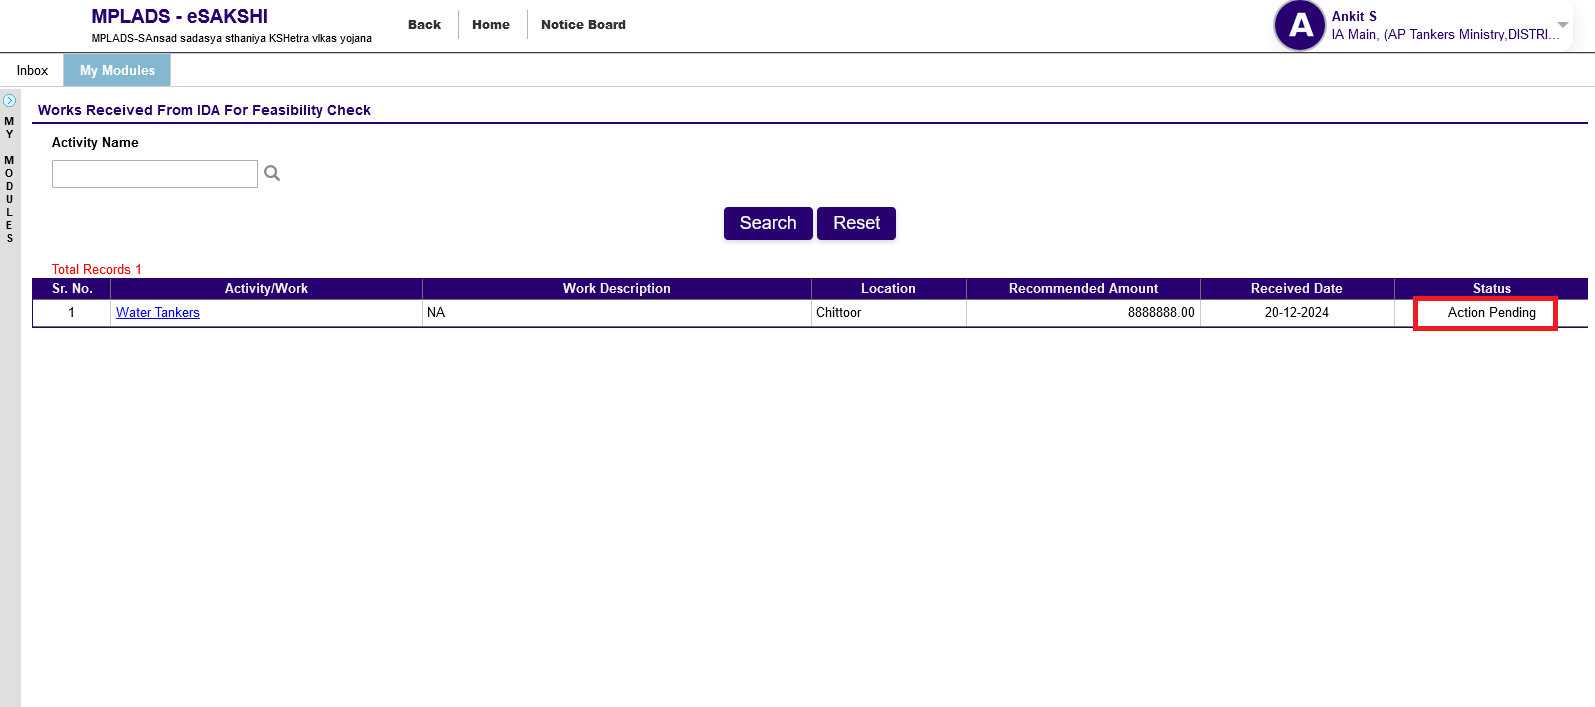 MPLADS - eSAKSHI
MPLADS-SAnsad sadasya sthaniya KSHetra vIkas yojana
Back
Home
Notice Board
A
Ankit S
IA Main, (AP Tankers Ministry,DISTRI...
Inbox
My Modules
MY MODULES
Works Received From IDA For Feasibility Check
Activity Name
Search
Reset
Total Records 1
Sr. No. Activity/Work Work Description Location Recommended Amount Received Date Status
1 Water Tankers NA Chittoor 8888888.00 20-12-2024 Action Pending